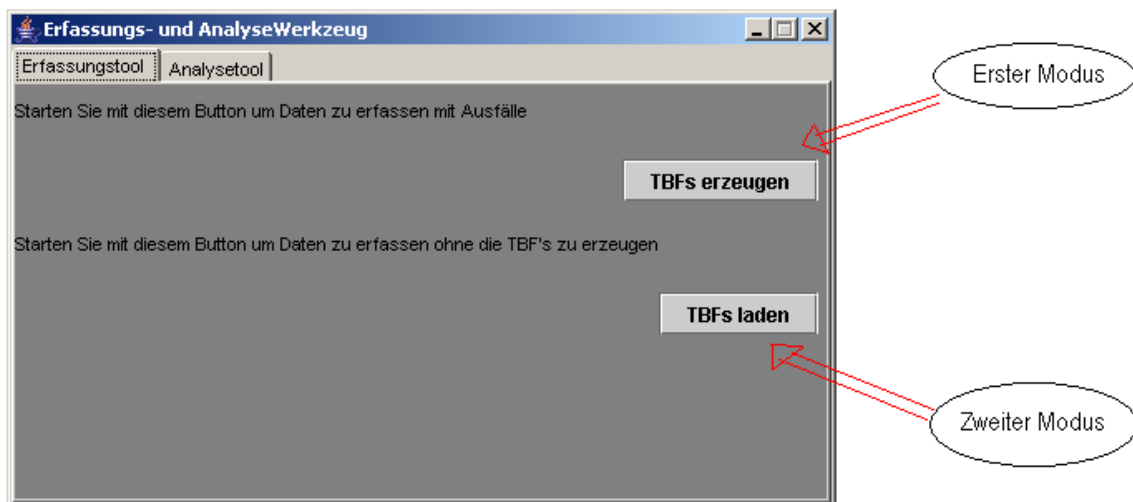 Erfassungs- und AnalyseWerkzeug
Erfassungstool
Analysetool
Erster Modus
Starten Sie mit diesem Button um Daten zu erfassen mit Ausfälle
TBFs erzeugen
Starten Sie mit diesem Button um Daten zu erfassen ohne die TBF's zu erzeugen
TBFs laden
Zweiter Modus